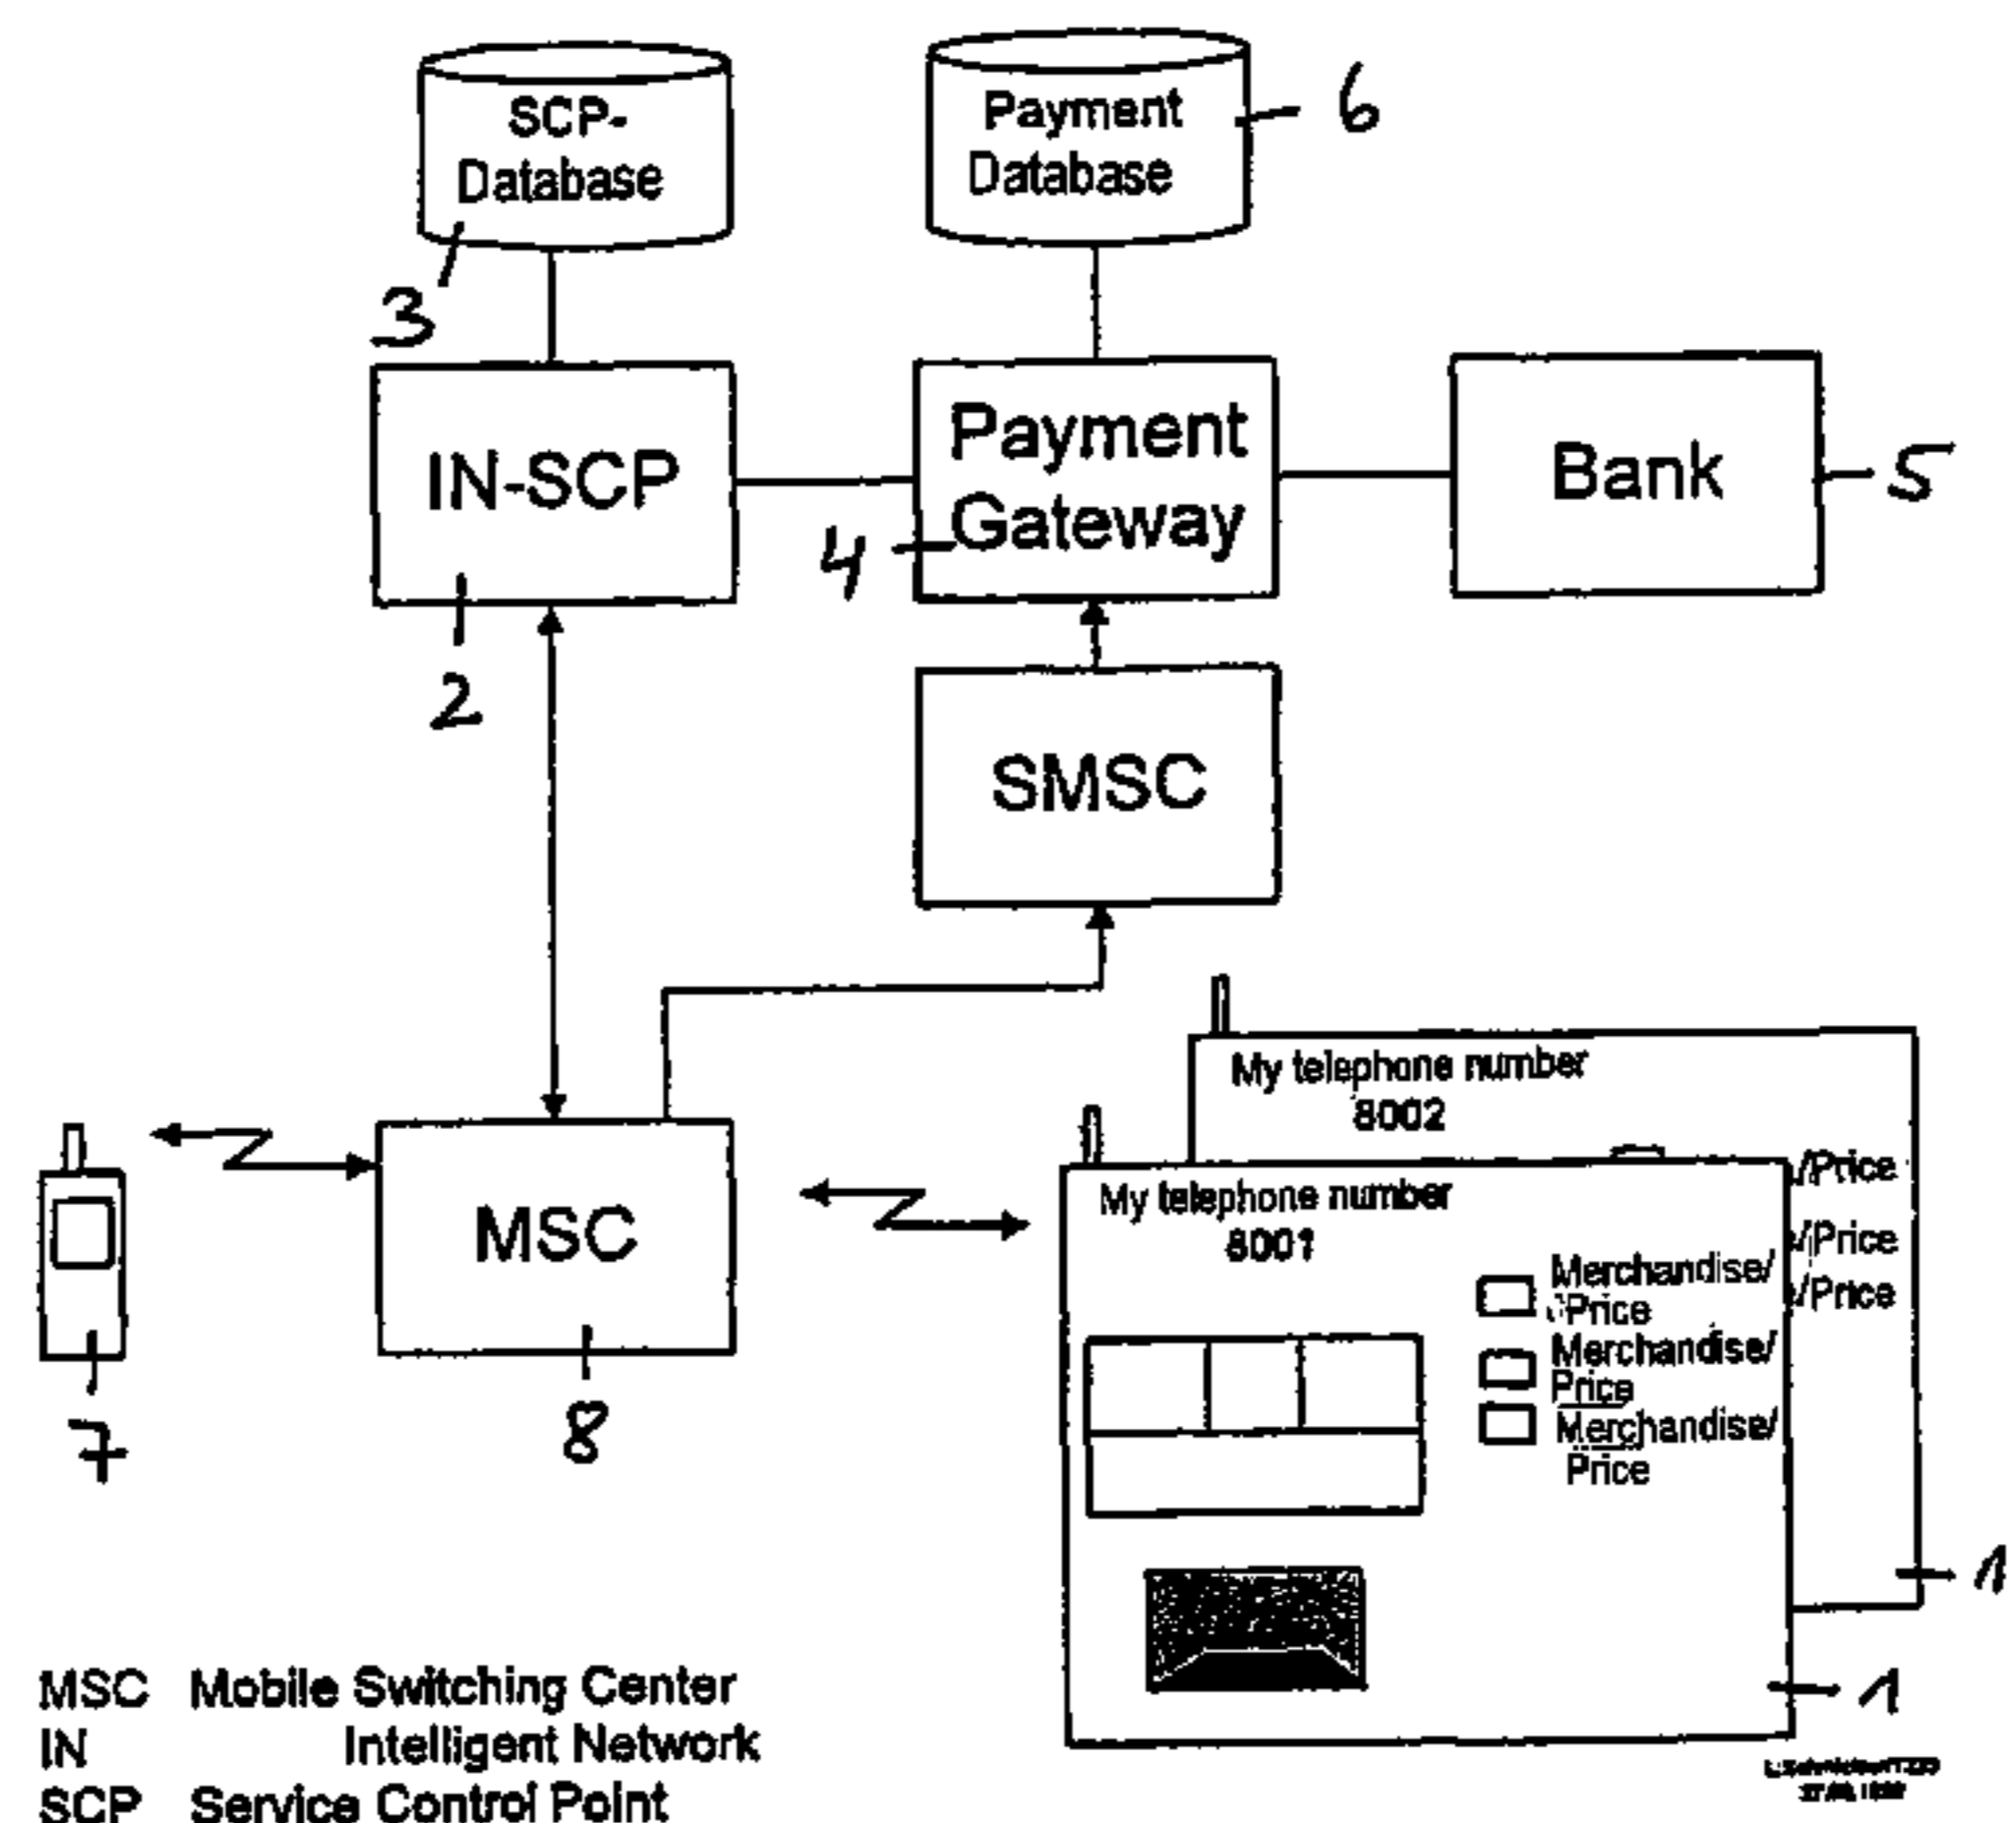 SCP-
Database
Payment
Database
6
3
IN-SCP
Payment
Gateway
Bank
5
4
2
SMSC
My telephone number
8002
My telephone number
8001
/Price
/Price
/Price
Merchandise/
Price
Merchandise/
Price
Merchandise/
Price
MSC
7
8
1
1
MSC Mobile Switching Center
IN Intelligent Network
SCP Service Control Point